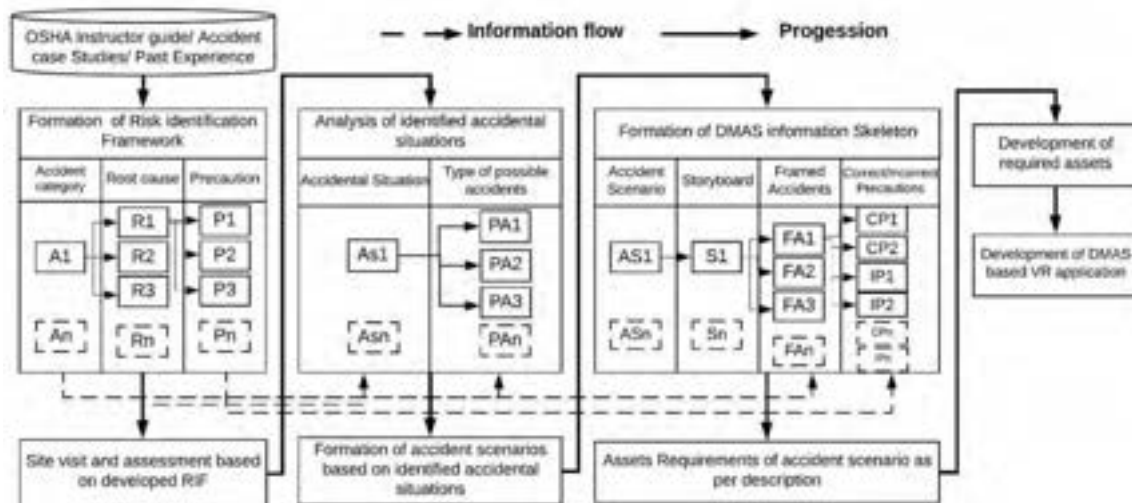 OSHA Instructor guide/ Accident
case Studies/ Past Experience
Information flow
Progession
Formation of Risk identification
Framework
Accident
category
Root cause
Precaution
A1
R1
R2
R3
P1
P2
P3
An
Rn
Pn
Site visit and assessment based
on developed RIF
Analysis of identified accidental
situations
Accidental Situation
Type of possible
accidents
As1
PA1
PA2
PA3
Asn
PAn
Formation of accident scenarios
based on identified accidental
situations
Formation of DMAS information Skeleton
Accident
Scenario
Storyboard
Framed
Accidents
Correct/Incorrect
Precautions
AS1
S1
FA1
FA2
FA3
CP1
CP2
IP1
IP2
ASn
Sn
FAn
CPn
IPn
Assets Requirements of accident scenario as
per description
Development of
required assets
Development of DMAS
based VR application